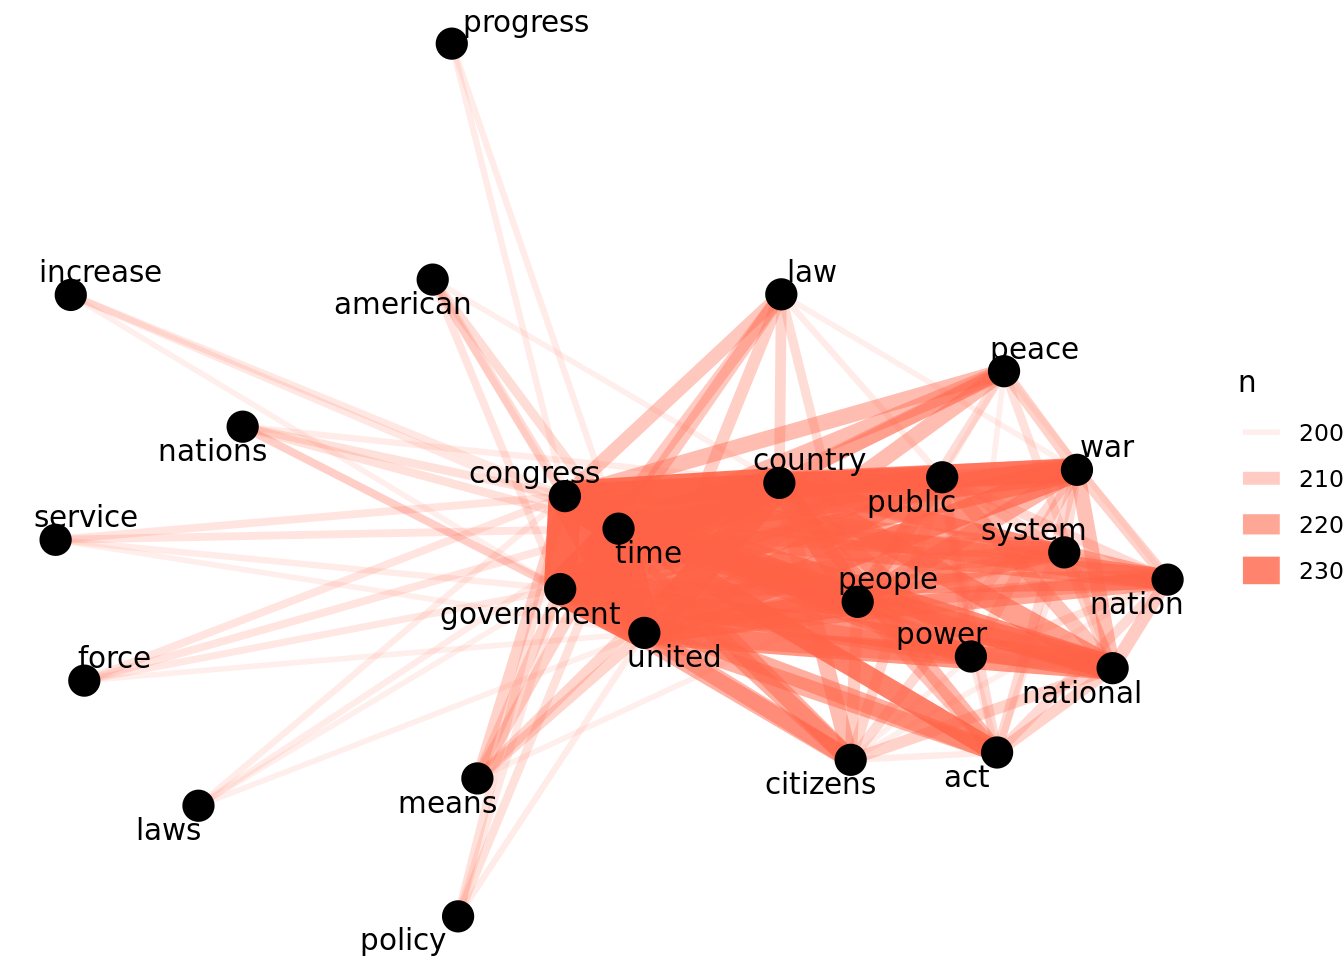 progress
increase
american
law
peace
n
nations
congress
country
war
200
210
220
230
service
time
public
system
people
nation
government
force
united
power
national
laws
means
citizens
act
policy